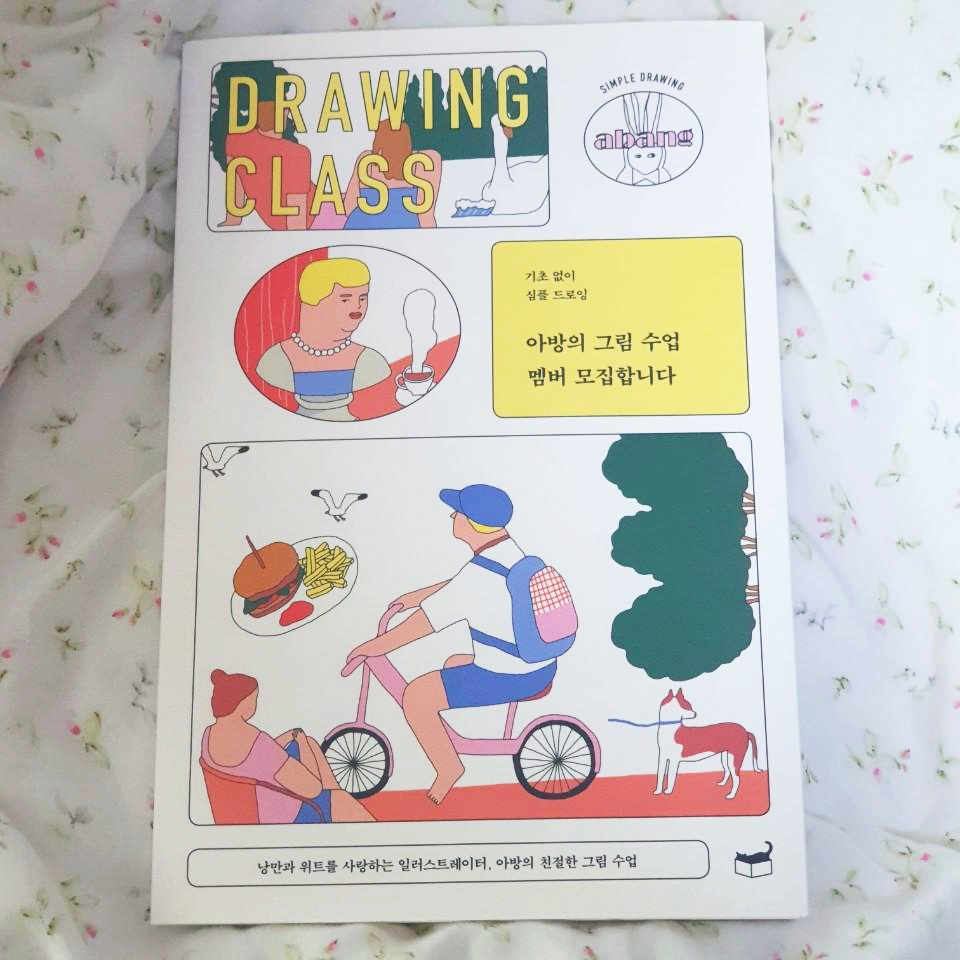 DRAWING
CLASS
SIMPLE DRAWING
abang
기초 없이
심플 드로잉
아방의 그림 수업
멤버 모집합니다
낭만과 위트를 사랑하는 일러스트레이터, 아방의 친절한 그림 수업